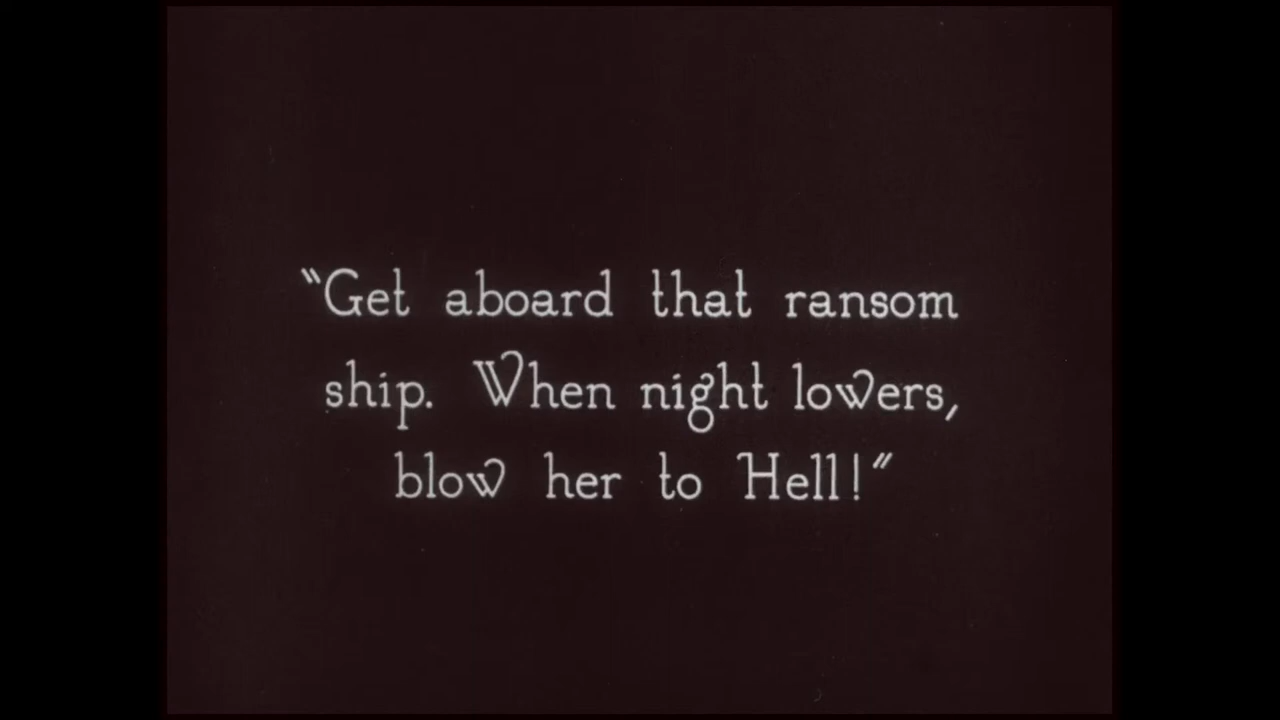 "Get aboard that ransom
ship. When night lowers,
blow her to Hell!"